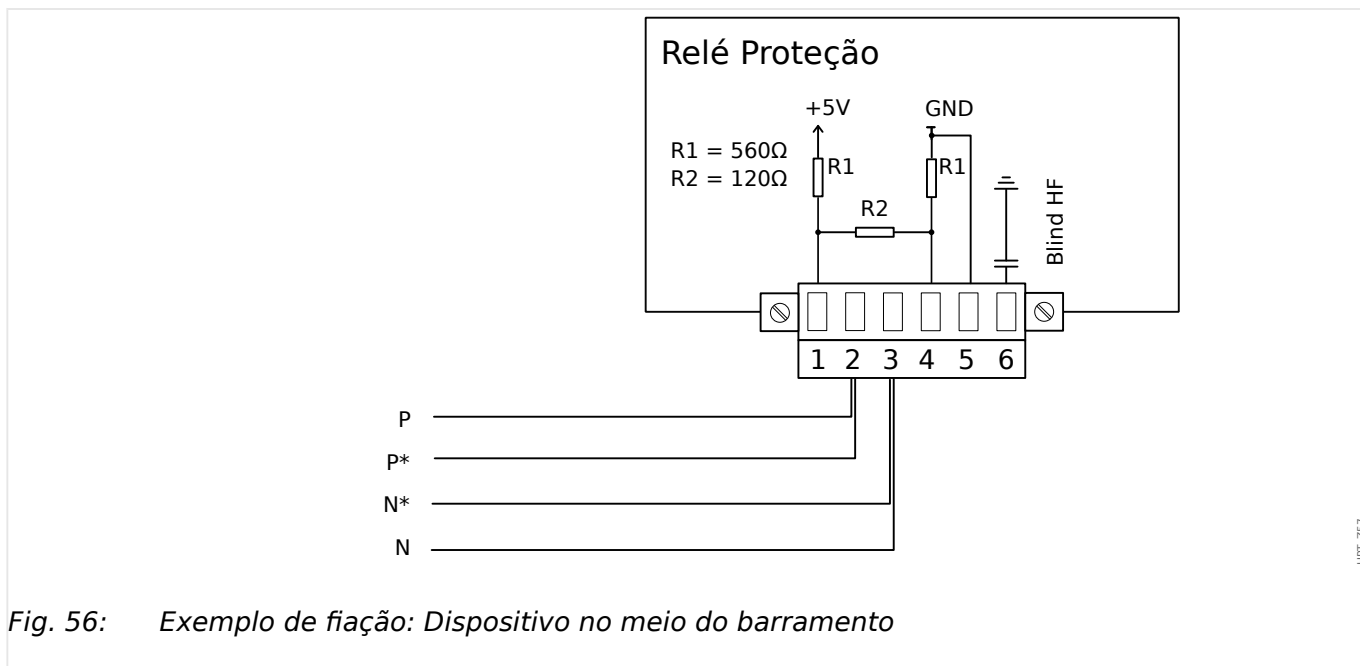 Relé Proteção
+5V
GND
R1 = 560Ω
R1
R1
R2 = 120Ω
R2
Blind HF
1 2 3 4 5 6
P
P*
N*
N
Fig. 56: Exemplo de fiação: Dispositivo no meio do barramento